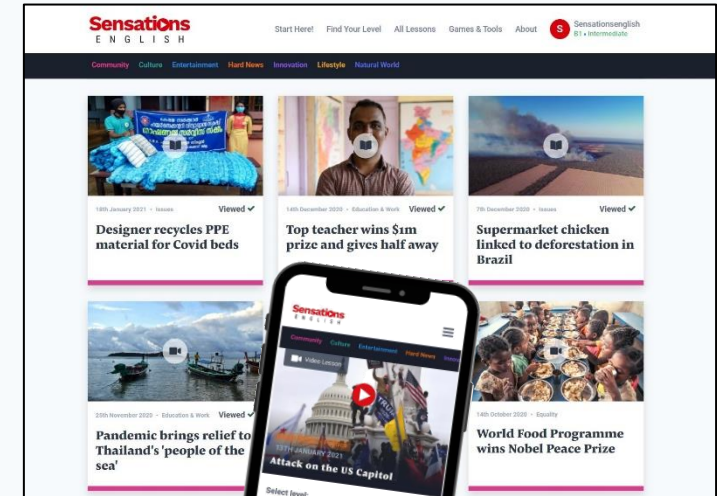 Sensations
ENGLISH
Start Here! Find Your Level All Lessons Games & Tools About
S
Sensationsenglish
B1 • Intermediate
Community Culture Entertainment Hard News Innovation Lifestyle Natural World
18th January 2021 • Issues Viewed ✓
Designer recycles PPE
material for Covid beds
14th December 2020 • Education & Work Viewed ✓
Top teacher wins $1m
prize and gives half away
7th December 2020 • Issues Viewed ✓
Supermarket chicken
linked to deforestation in
Brazil
25th November 2020 • Education & Work Viewed ✓
Pandemic brings relief to
Thailand's 'people of the
sea'
Sensations
ENGLISH
Community Culture Entertainment Hard News
Video Lesson
TRUMP
13TH JANUARY 2021
Attack on the US Capitol
Select level:
14th October 2020 • Equality
World Food Programme
wins Nobel Peace Prize